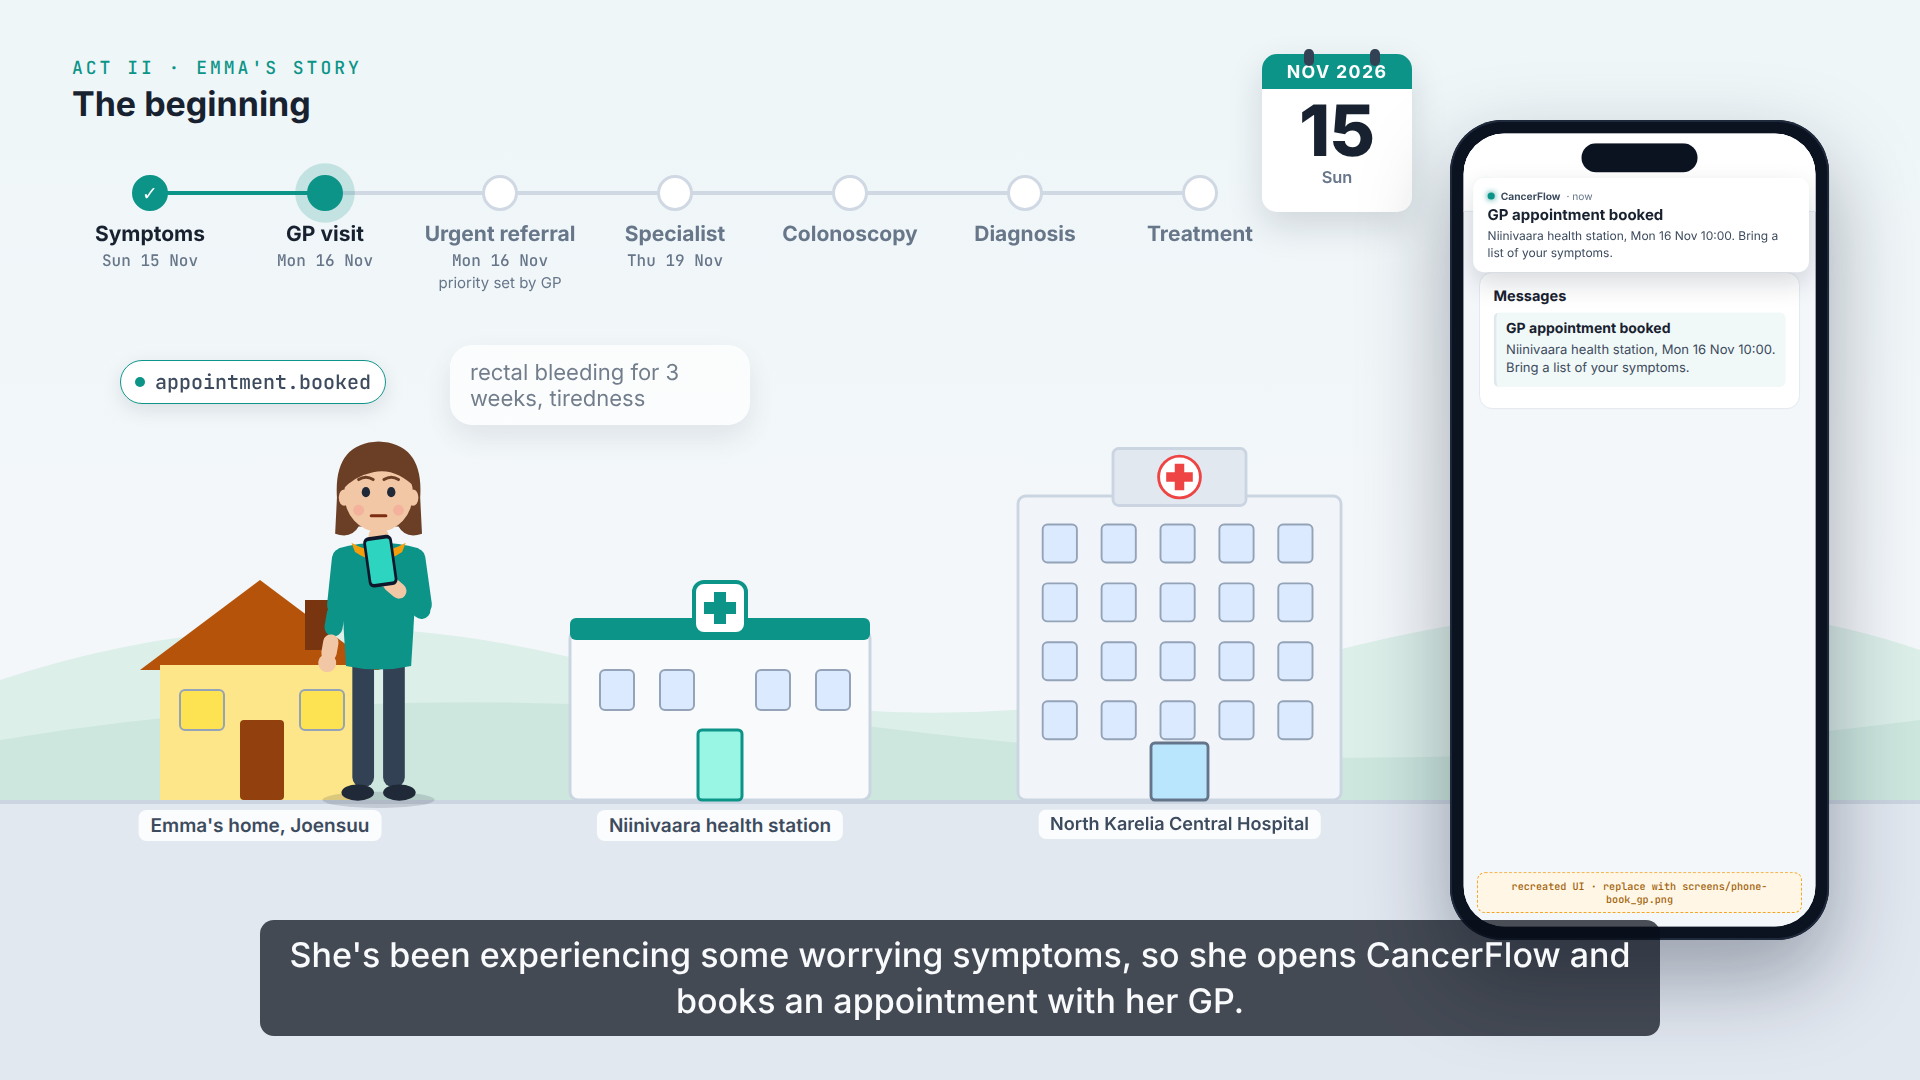 ACT II · EMMA'S STORY
The beginning
NOV 2026
15
Sun
✓
Symptoms
Sun 15 Nov
GP visit
Mon 16 Nov
Urgent referral
Mon 16 Nov
priority set by GP
Specialist
Thu 19 Nov
Colonoscopy
Diagnosis
Treatment
appointment.booked
rectal bleeding for 3
weeks, tiredness
CancerFlow · now
GP appointment booked
Niinivaara health station, Mon 16 Nov 10:00. Bring a
list of your symptoms.
Messages
GP appointment booked
Niinivaara health station, Mon 16 Nov 10:00.
Bring a list of your symptoms.
recreated UI · replace with screens/phone-
book_gp.png
Emma's home, Joensuu
Niinivaara health station
North Karelia Central Hospital
She's been experiencing some worrying symptoms, so she opens CancerFlow and
books an appointment with her GP.